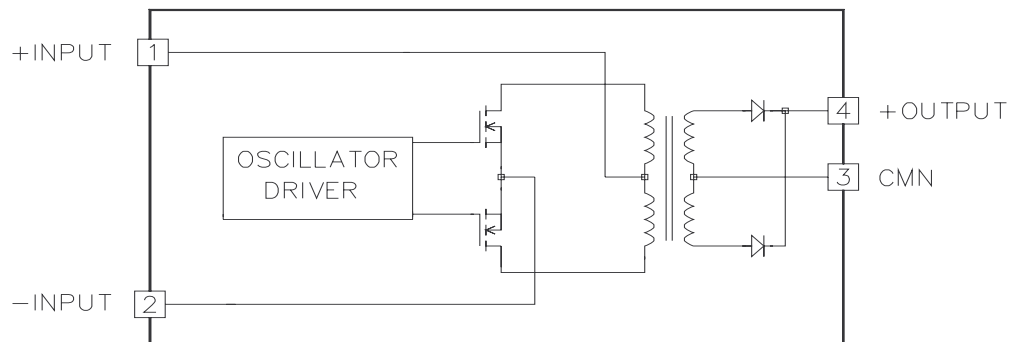 +INPUT 1
OSCILLATOR
DRIVER
-INPUT 2
4 +OUTPUT
3 CMN